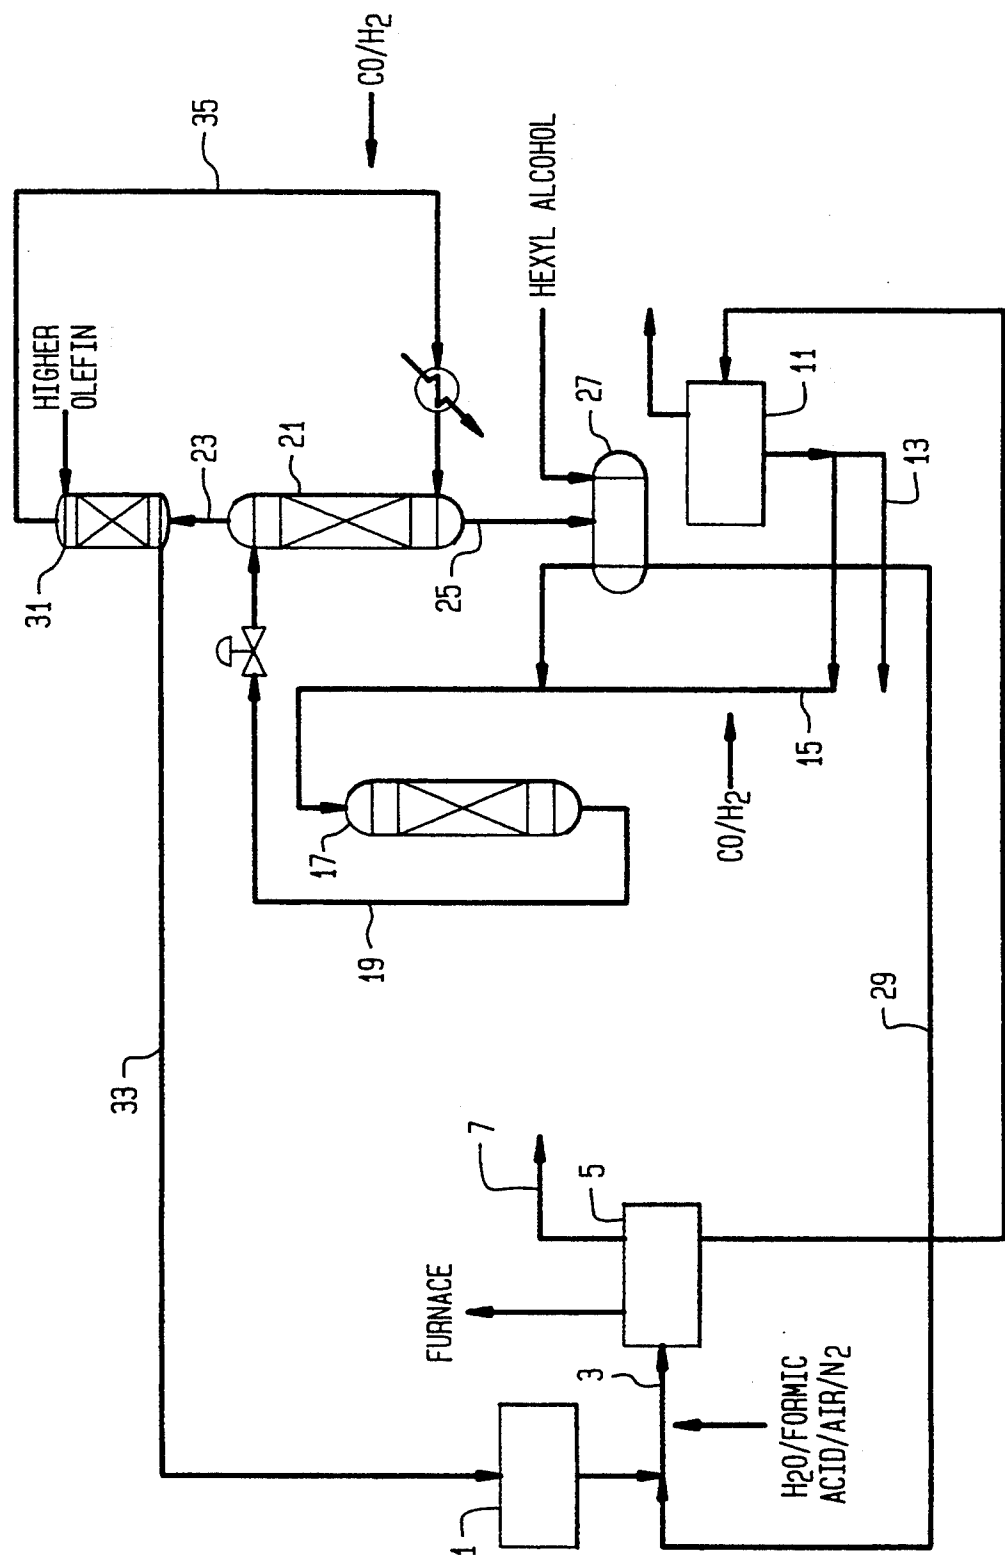 31
HIGHER
OLEFIN
33
23
35
21
17
19
CO/H2
FURNACE
25
1
7
HEXYL ALCOHOL
3
5
27
CO/H2
H2O/FORMIC
ACID/AIR/N2
15
11
29
13